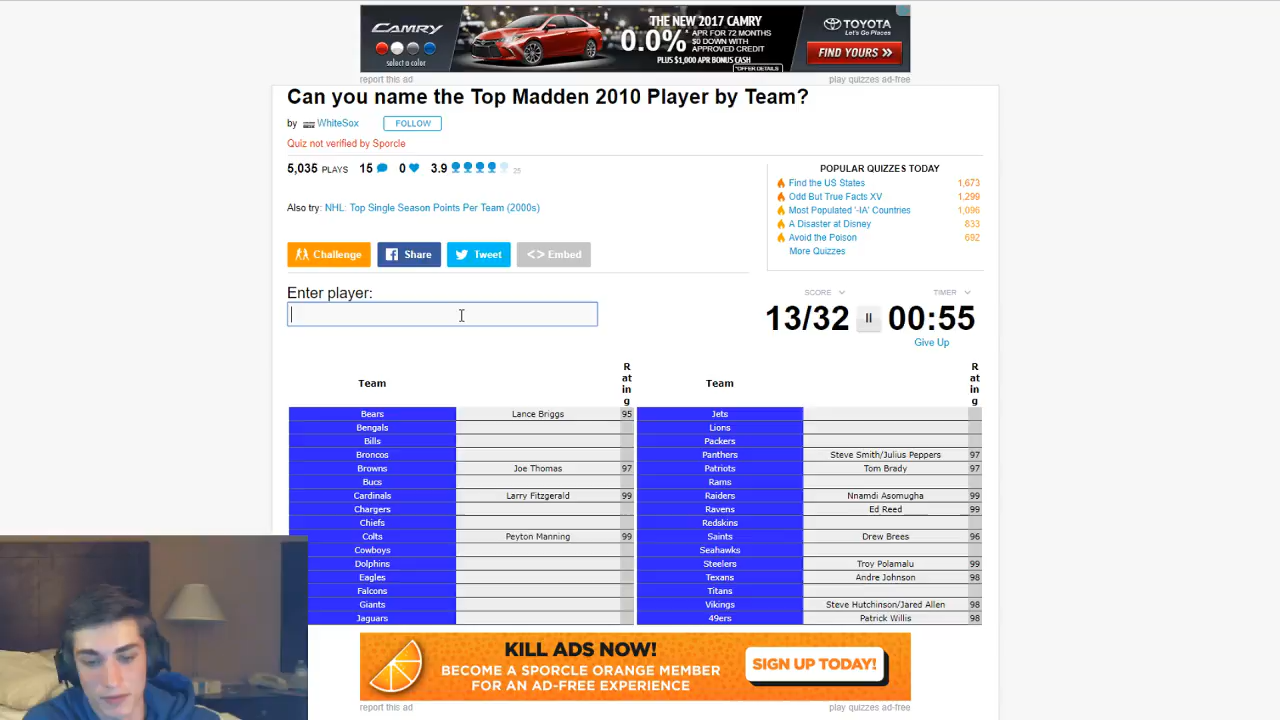 CAMRY
select a color
THE NEW 2017 CAMRY
0.0%* APR FOR 72 MONTHS $0 DOWN WITH APPROVED CREDIT
PLUS $1,000 APR BONUS CASH
*OFFER DETAILS
TOYOTA
Let's Go Places
FIND YOURS »
report this ad
play quizzes ad-free
Can you name the Top Madden 2010 Player by Team?
by WhiteSox FOLLOW
Quiz not verified by Sporcle
5,035 PLAYS 15 0 3.9 25
Also try: NHL: Top Single Season Points Per Team (2000s)
POPULAR QUIZZES TODAY
Find the US States 1,673
Odd But True Facts XV 1,299
Most Populated '-IA' Countries 1,096
A Disaster at Disney 833
Avoid the Poison 692
More Quizzes
Challenge Share Tweet <> Embed
Enter player:
SCORE TIMER
13/32 00:55
Give Up
Team Rating Team Rating
Bears Lance Briggs 95 Jets
Bengals Lions
Bills Packers
Broncos Panthers Steve Smith/Julius Peppers 97
Browns Joe Thomas 97 Patriots Tom Brady 97
Bucs Rams
Cardinals Larry Fitzgerald 99 Raiders Nnamdi Asomugha 99
Chargers Ravens Ed Reed 99
Chiefs Redskins
Colts Peyton Manning 99 Saints Drew Brees 96
Cowboys Seahawks
Dolphins Steelers Troy Polamalu 99
Eagles Texans Andre Johnson 98
Falcons Titans
Giants Vikings Steve Hutchinson/Jared Allen 98
Jaguars 49ers Patrick Willis 98
KILL ADS NOW!
BECOME A SPORCLE ORANGE MEMBER
FOR AN AD-FREE EXPERIENCE
SIGN UP TODAY!
report this ad
play quizzes ad-free